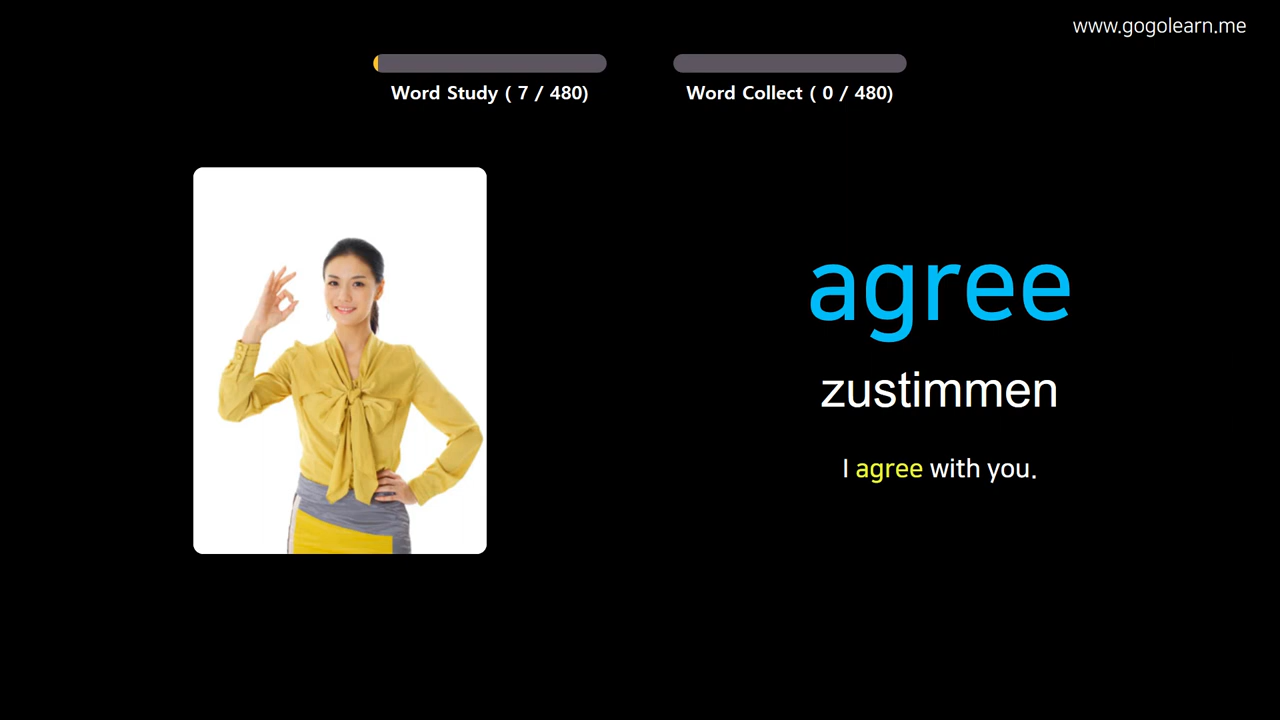 www.gogolearn.me
Word Study ( 7 / 480)
Word Collect ( 0 / 480)
agree
zustimmen
I agree with you.